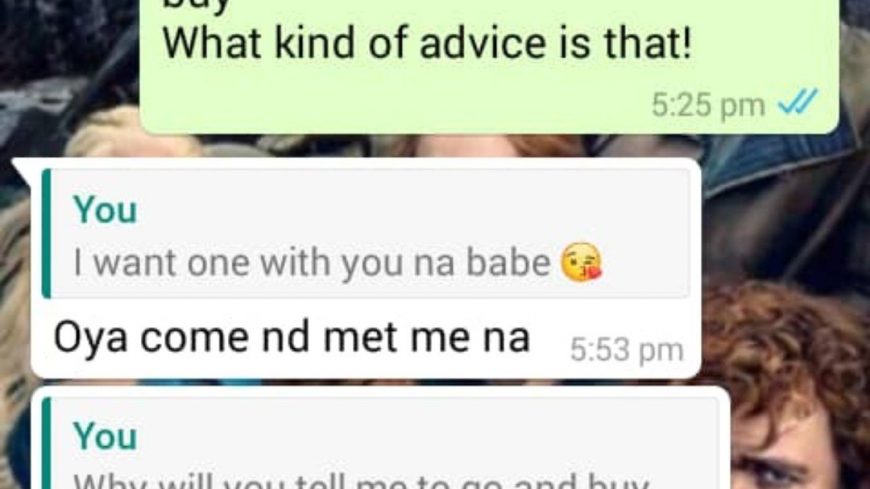 buy
What kind of advice is that!
5:25 pm
You
I want one with you na babe 😘
Oya come nd met me na
5:53 pm
You
Why will you tell me to go and buy